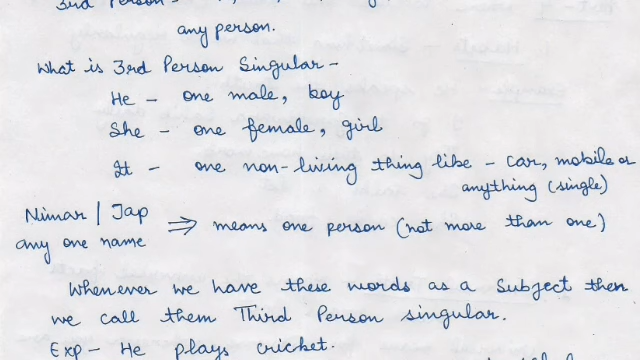 3rd Person -
any person.
What is 3rd Person Singular -
He - one male, boy
She - one female, girl
It - one non-living thing like - car, mobile or
anything (single)
Nimar | Jap ⇒ means one person (not more than one)
any one name
Whenever we have these words as a Subject then
we call them Third Person singular.
Exp - He plays cricket.